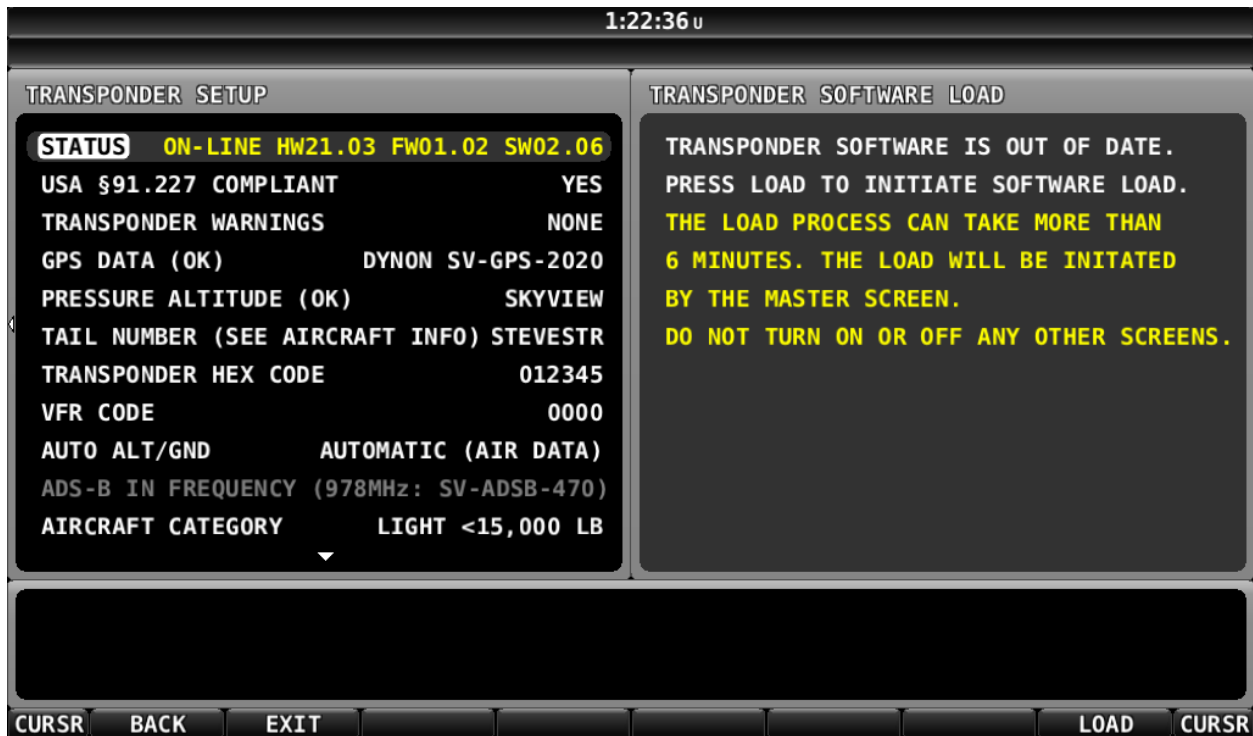 1:22:36 U
TRANSPONDER SETUP
STATUS ON-LINE HW21.03 FW01.02 SW02.06
USA §91.227 COMPLIANT YES
TRANSPONDER WARNINGS NONE
GPS DATA (OK) DYNON SV-GPS-2020
PRESSURE ALTITUDE (OK) SKYVIEW
TAIL NUMBER (SEE AIRCRAFT INFO) STEVESTR
TRANSPONDER HEX CODE 012345
VFR CODE 0000
AUTO ALT/GND AUTOMATIC (AIR DATA)
ADS-B IN FREQUENCY (978MHz: SV-ADSB-470)
AIRCRAFT CATEGORY LIGHT <15,000 LB
TRANSPONDER SOFTWARE LOAD
TRANSPONDER SOFTWARE IS OUT OF DATE.
PRESS LOAD TO INITIATE SOFTWARE LOAD.
THE LOAD PROCESS CAN TAKE MORE THAN
6 MINUTES. THE LOAD WILL BE INITATED
BY THE MASTER SCREEN.
DO NOT TURN ON OR OFF ANY OTHER SCREENS.
CURSR BACK EXIT LOAD CURSR